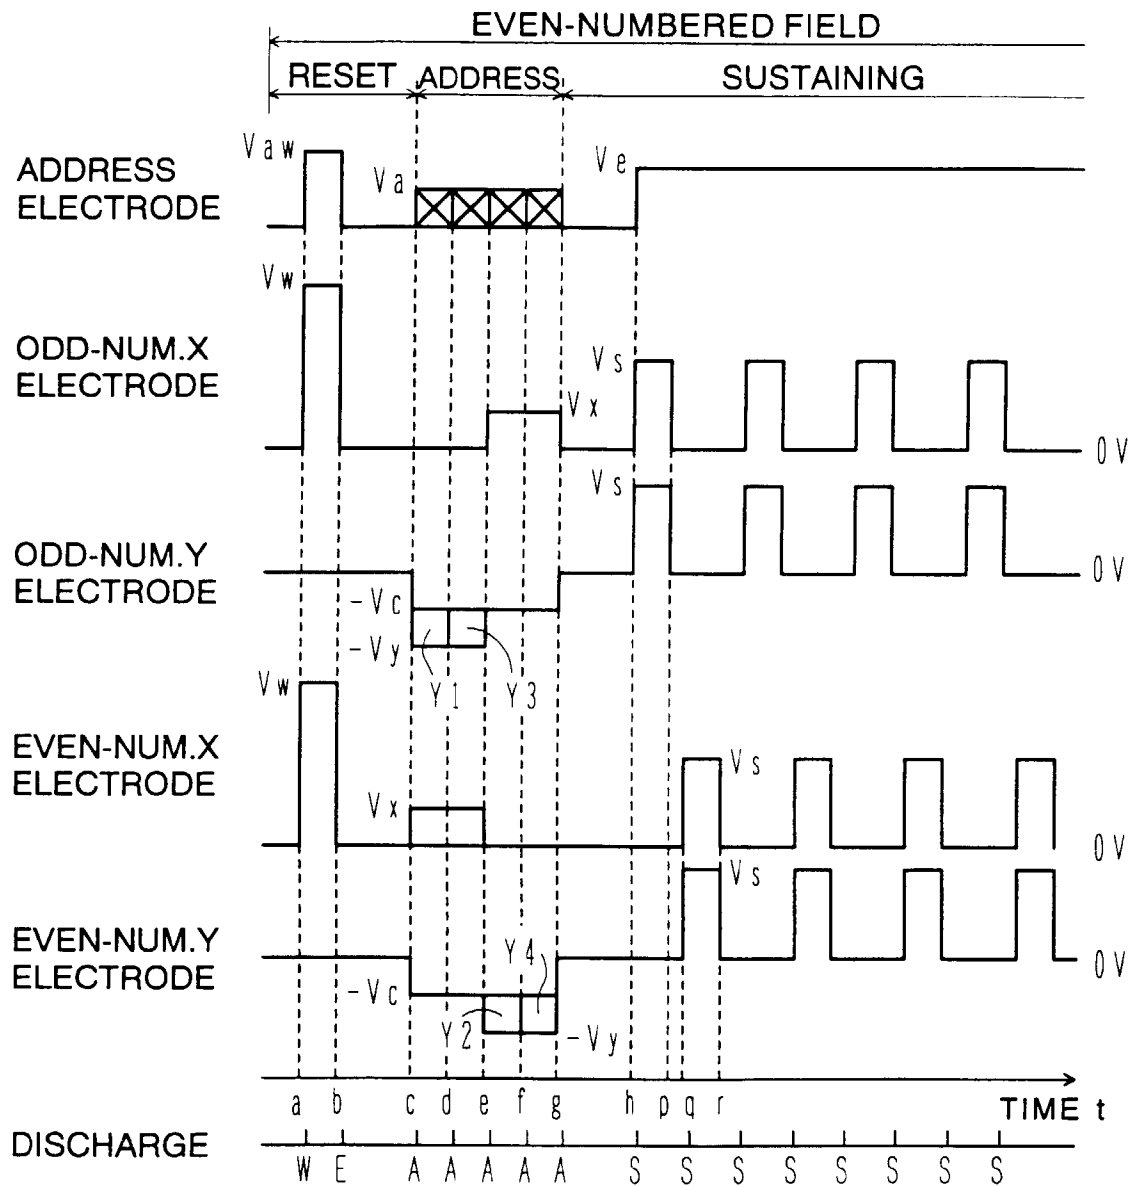 EVEN-NUMBERED FIELD
RESET ADDRESS SUSTAINING
Vaw
ADDRESS
ELECTRODE
Va
Ve
Vw
ODD-NUM.X
ELECTRODE
Vs
Vx
0V
Vs
ODD-NUM.Y
ELECTRODE
0V
-Vc
-Vy
Y1 Y3
Vw
EVEN-NUM.X
ELECTRODE
Vs
Vx
0V
Vs
EVEN-NUM.Y
ELECTRODE
Y4
0V
-Vc
Y2
-Vy
a b c d e f g h p q r TIME t
DISCHARGE
W E A A A A A S S S S S S S S